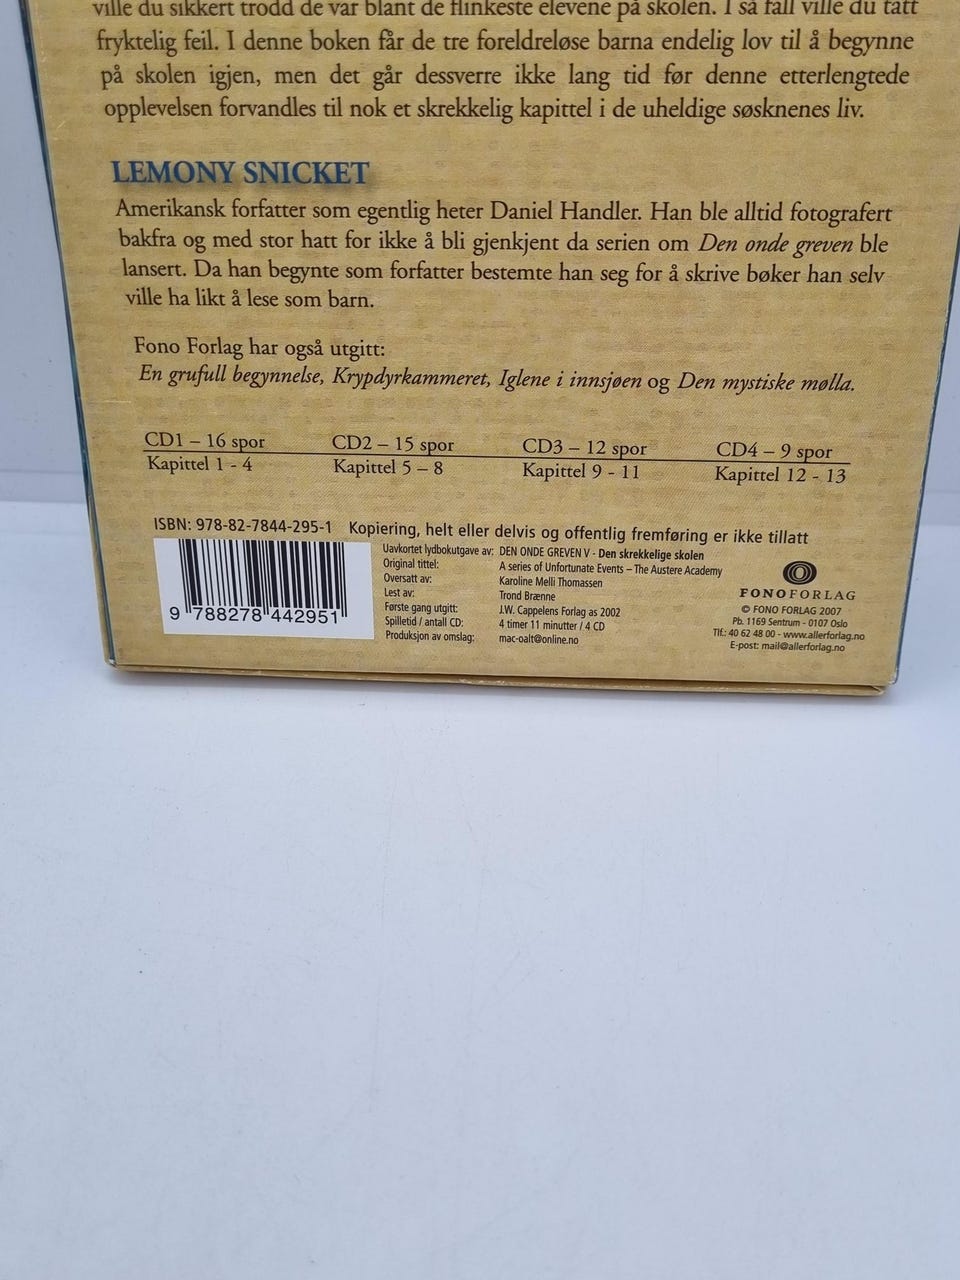 ville du sikkert trodd de var blant de flinkeste elevene på skolen. I så fall ville du tatt
fryktelig feil. I denne boken får de tre foreldreløse barna endelig lov til å begynne
på skolen igjen, men det går dessverre ikke lang tid før denne etterlengtede
opplevelsen forvandles til nok et skrekkelig kapittel i de uheldige søsknenes liv.
LEMONY SNICKET
Amerikansk forfatter som egentlig heter Daniel Handler. Han ble alltid fotografert
bakfra og med stor hatt for ikke å bli gjenkjent da serien om Den onde greven ble
lansert. Da han begynte som forfatter bestemte han seg for å skrive bøker han selv
ville ha likt å lese som barn.
Fono Forlag har også utgitt:
En grufull begynnelse, Krypdyrkammeret, Iglene i innsjøen og Den mystiske mølla.
CD1 – 16 spor CD2 – 15 spor CD3 – 12 spor CD4 – 9 spor
Kapittel 1 - 4 Kapittel 5 – 8 Kapittel 9 - 11 Kapittel 12 - 13
ISBN: 978-82-7844-295-1 Kopiering, helt eller delvis og offentlig fremføring er ikke tillatt
9 788278 442951
Uavkortet lydbokutgave av: DEN ONDE GREVEN V - Den skrekkelige skolen
Original tittel: A series of Unfortunate Events – The Austere Academy
Oversatt av: Karoline Melli Thomassen
Lest av: Trond Brænne
Første gang utgitt: J.W. Cappelens Forlag as 2002
Spilletid / antall CD: 4 timer 11 minutter / 4 CD
Produksjon av omslag: mac-oalt@online.no
FONOFORLAG
© FONO FORLAG 2007
Pb. 1169 Sentrum - 0107 Oslo
Tlf.: 40 62 48 00 - www.allerforlag.no
E-post: mail@allerforlag.no